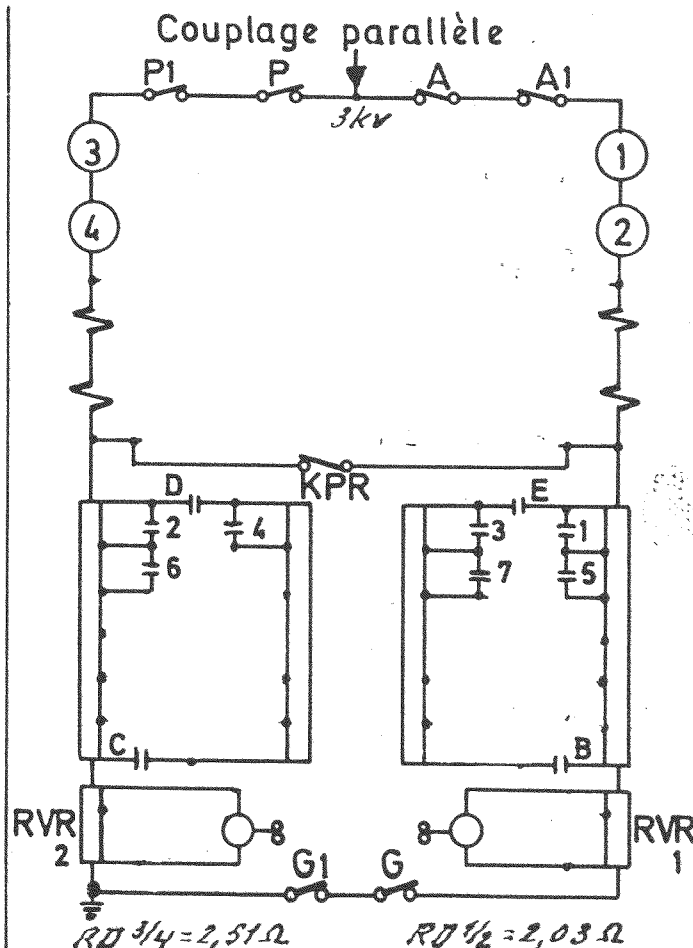 Couplage parallèle
P1 P A A1
3kv
3 1
4 2
KPR
D E
2 4 3 1
6 7 5
C B
RVR 2 8 8 RVR 1
G1 G
RD 3/4 = 2,51 Ω RD 1/2 = 2,03 Ω